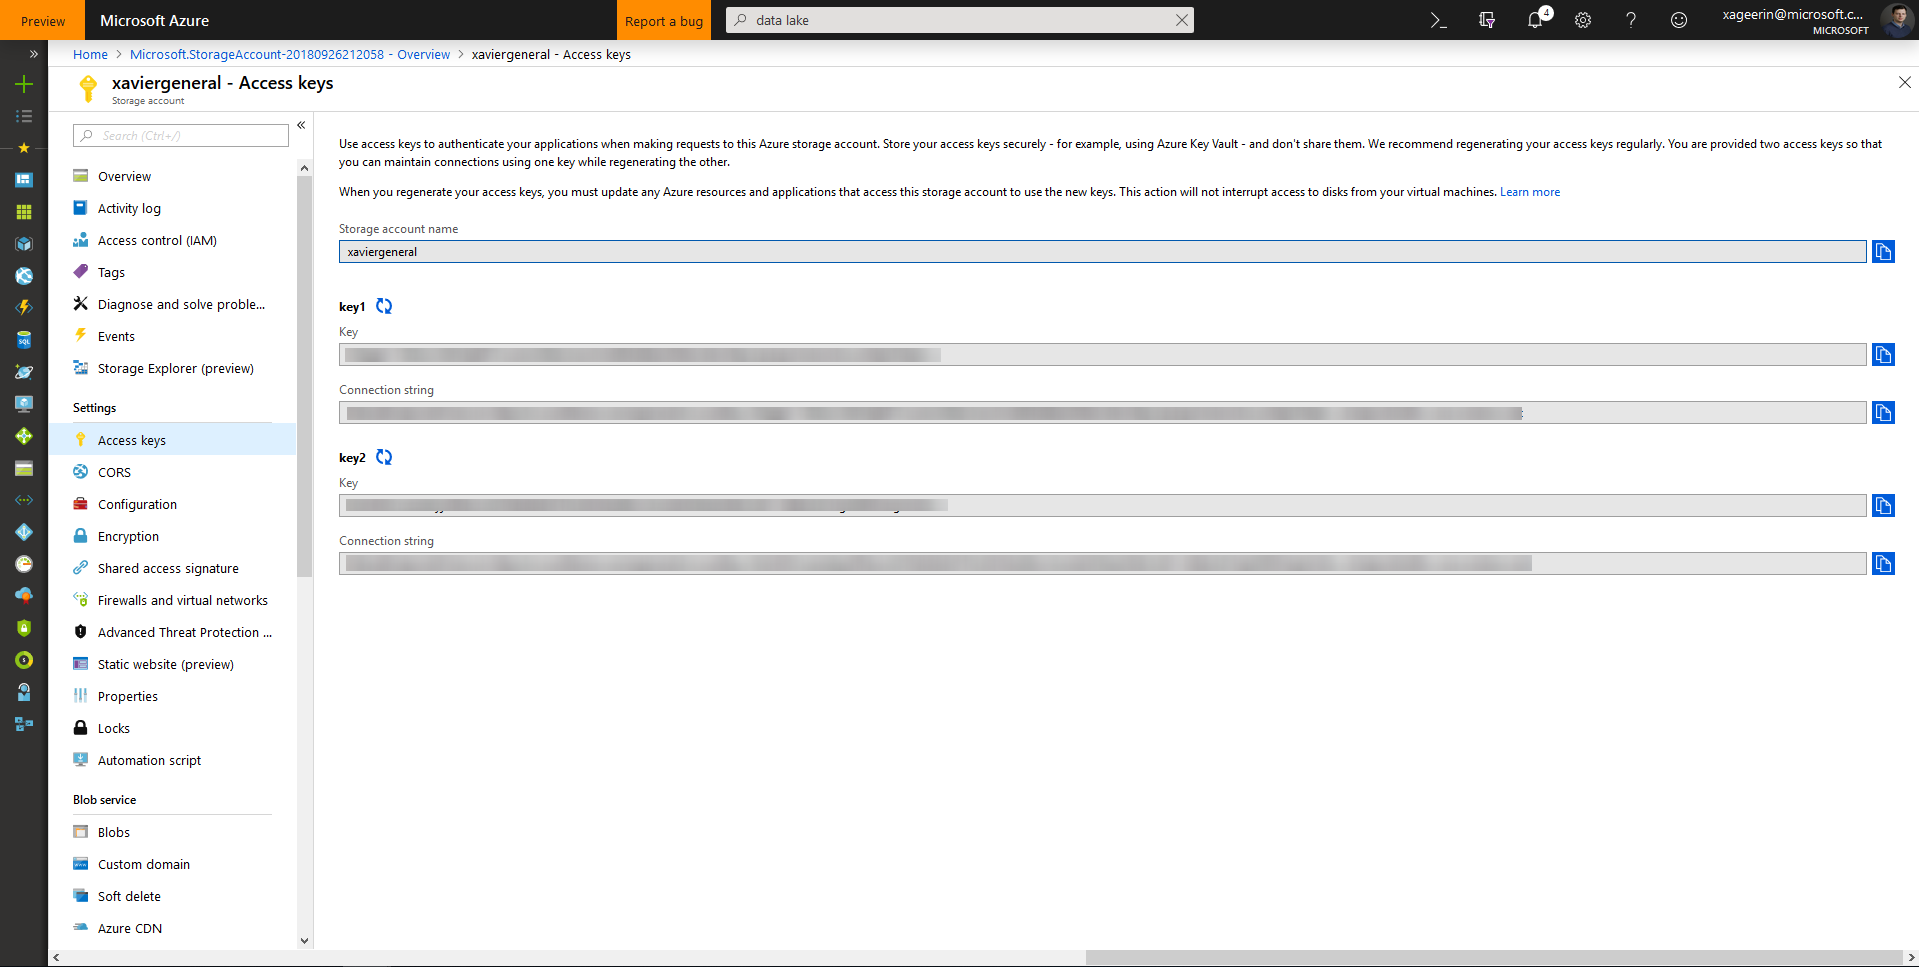 Preview
Microsoft Azure
Report a bug
data lake
4
xageerin@microsoft.c...
MICROSOFT
Home > Microsoft.StorageAccount-20180926212058 - Overview > xaviergeneral - Access keys
xaviergeneral - Access keys
Storage account
Search (Ctrl+/)
Overview
Activity log
Access control (IAM)
Tags
Diagnose and solve proble...
Events
Storage Explorer (preview)
Settings
Access keys
CORS
Configuration
Encryption
Shared access signature
Firewalls and virtual networks
Advanced Threat Protection ...
Static website (preview)
Properties
Locks
Automation script
Blob service
Blobs
Custom domain
Soft delete
Azure CDN
Use access keys to authenticate your applications when making requests to this Azure storage account. Store your access keys securely - for example, using Azure Key Vault - and don't share them. We recommend regenerating your access keys regularly. You are provided two access keys so that
you can maintain connections using one key while regenerating the other.
When you regenerate your access keys, you must update any Azure resources and applications that access this storage account to use the new keys. This action will not interrupt access to disks from your virtual machines. Learn more
Storage account name
xaviergeneral
key1
Key
Connection string
key2
Key
Connection string